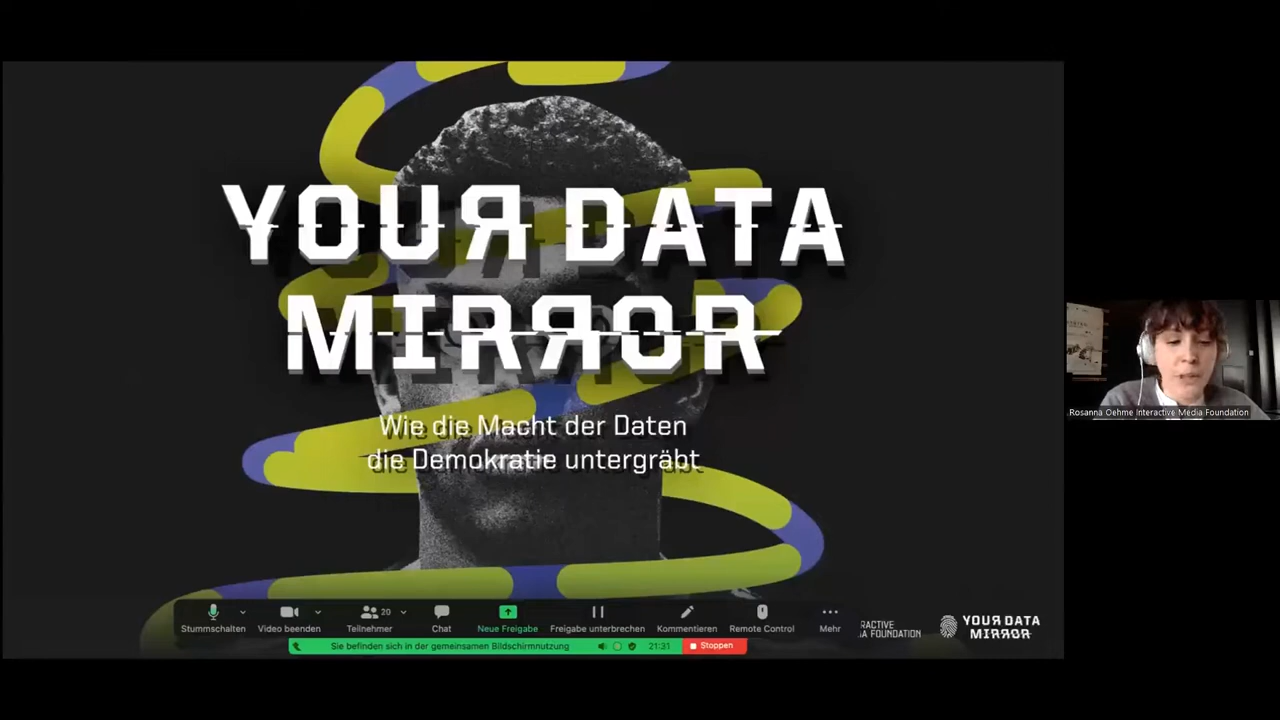 YOUR DATA
MIRROR
Wie die Macht der Daten
die Demokratie untergräbt
Rosanna Oehme Interactive Media Foundation
20
Stummschalten
Video beenden
Teilnehmer
Chat
Neue Freigabe
Freigabe unterbrechen
Kommentieren
Remote Control
Mehr
Sie befinden sich in der gemeinsamen Bildschirmnutzung
21:31
Stoppen
RACTIVE
IA FOUNDATION
YOUR DATA
MIRROR